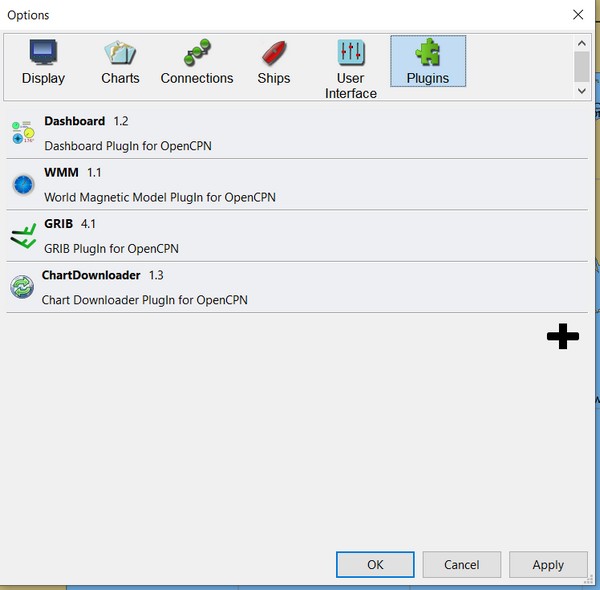 Options
Display
Charts
Connections
Ships
User
Interface
Plugins
Dashboard 1.2
Dashboard PlugIn for OpenCPN
WMM 1.1
World Magnetic Model PlugIn for OpenCPN
GRIB 4.1
GRIB PlugIn for OpenCPN
ChartDownloader 1.3
Chart Downloader PlugIn for OpenCPN
OK
Cancel
Apply